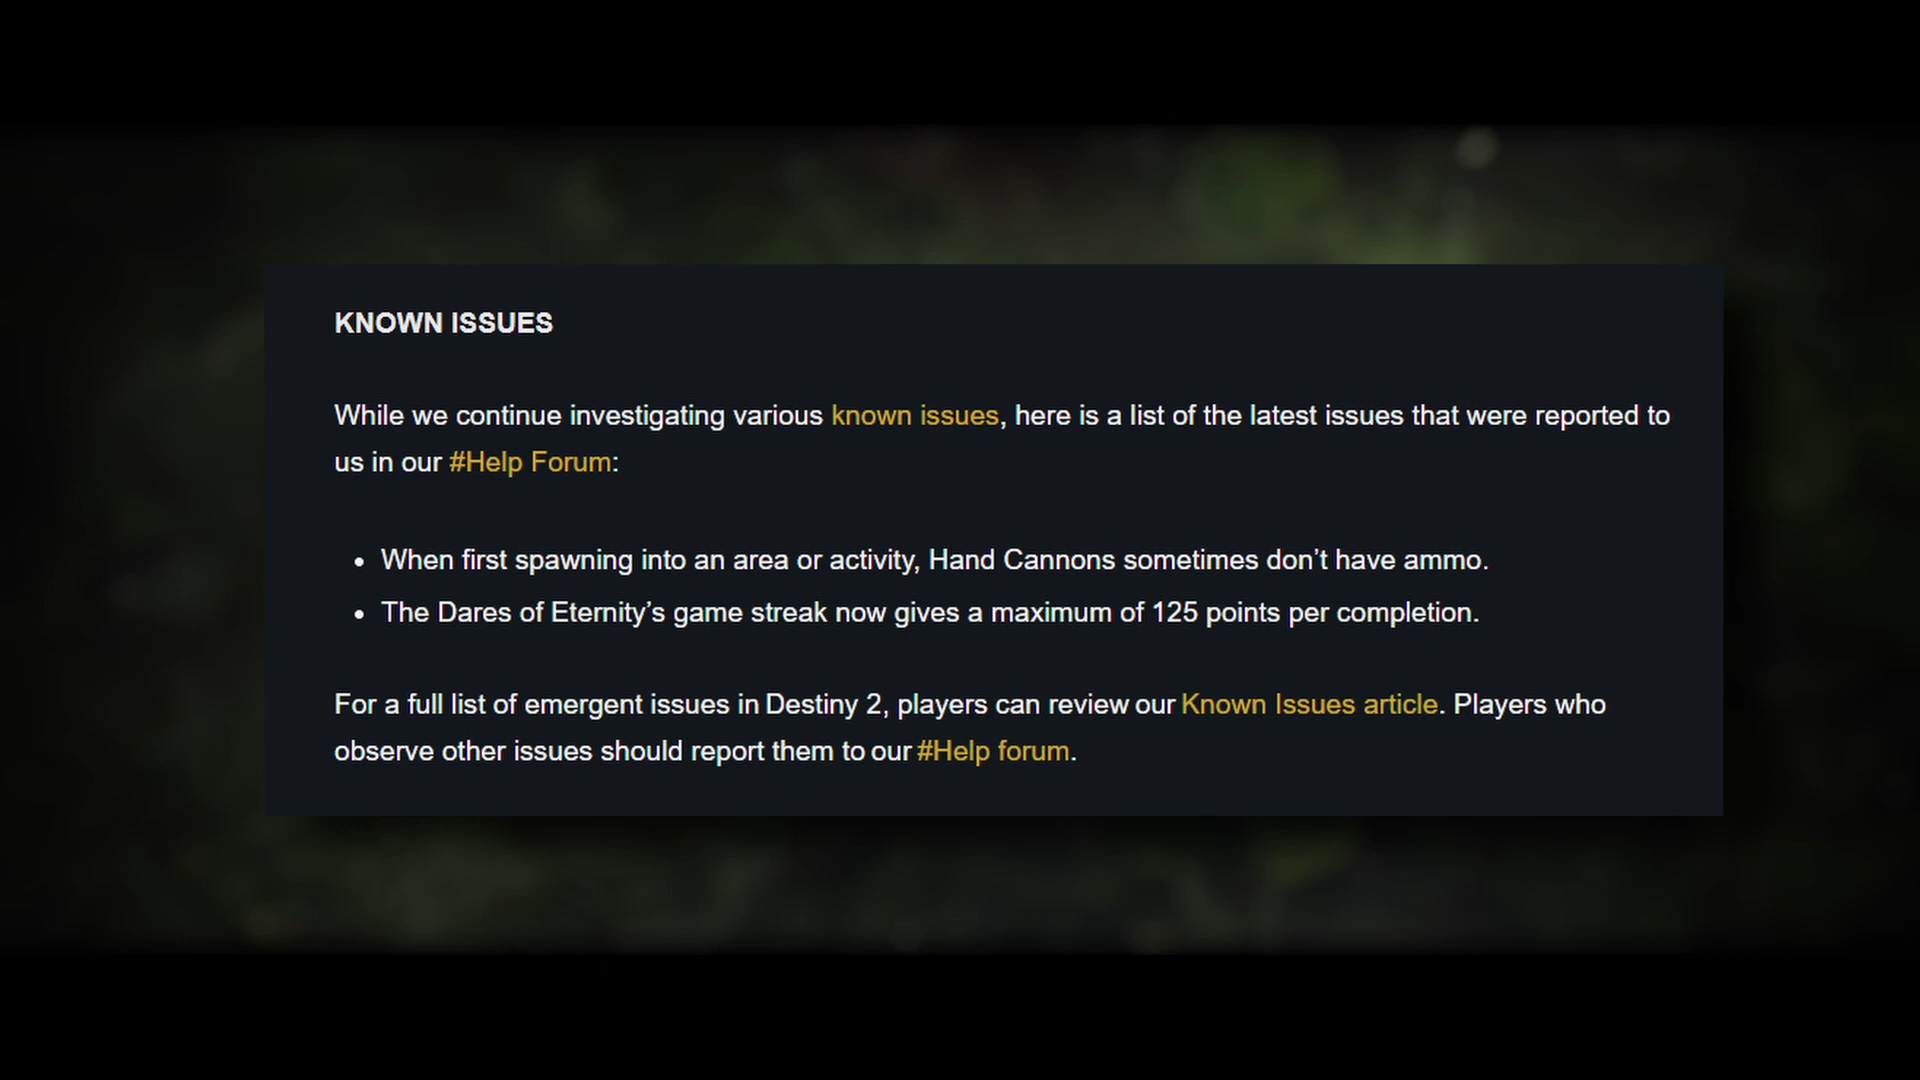 KNOWN ISSUES
While we continue investigating various known issues, here is a list of the latest issues that were reported to
us in our #Help Forum:
• When first spawning into an area or activity, Hand Cannons sometimes don’t have ammo.
• The Dares of Eternity’s game streak now gives a maximum of 125 points per completion.
For a full list of emergent issues in Destiny 2, players can review our Known Issues article. Players who
observe other issues should report them to our #Help forum.